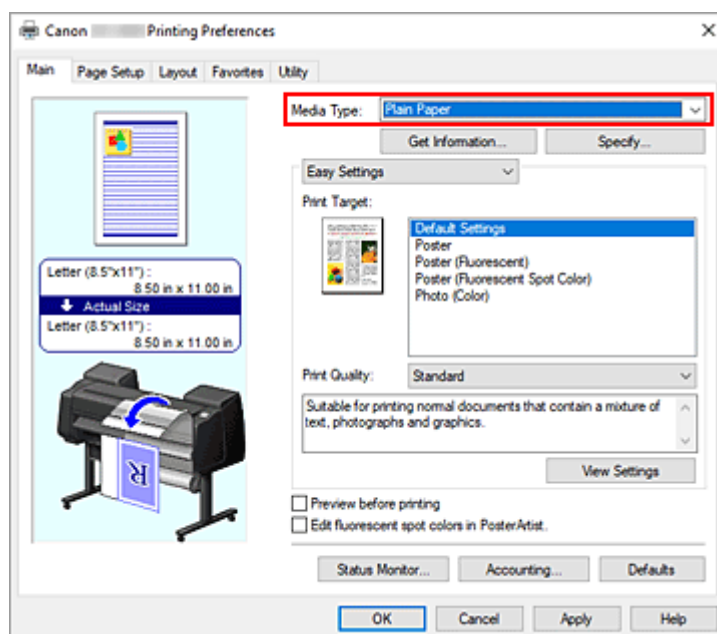 Canon Printing Preferences
Main Page Setup Layout Favorites Utility
Media Type: Plain Paper
Get Information... Specify...
Easy Settings
Print Target:
Default Settings
Poster
Poster (Fluorescent)
Poster (Fluorescent Spot Color)
Photo (Color)
Letter (8.5"x11") :
8.50 in x 11.00 in
Actual Size
Letter (8.5"x11") :
8.50 in x 11.00 in
R
Print Quality: Standard
Suitable for printing normal documents that contain a mixture of
text, photographs and graphics.
View Settings
Preview before printing
Edit fluorescent spot colors in PosterArtist.
Status Monitor... Accounting... Defaults
OK Cancel Apply Help